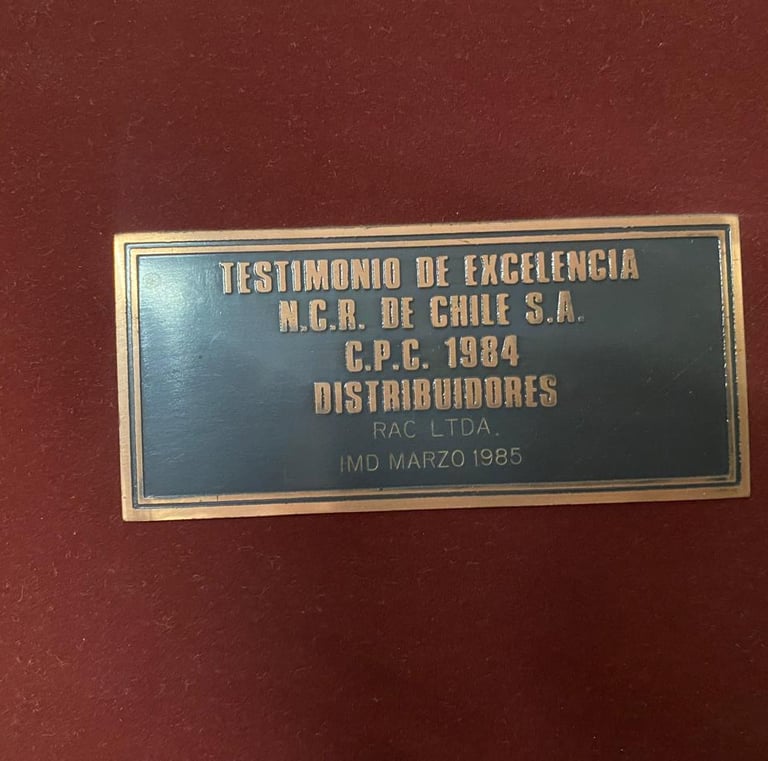 TESTIMONIO DE EXCELENCIA
N.C.R. DE CHILE S.A.
C.P.C. 1984
DISTRIBUIDORES
RAC LTDA.
IMD MARZO 1985